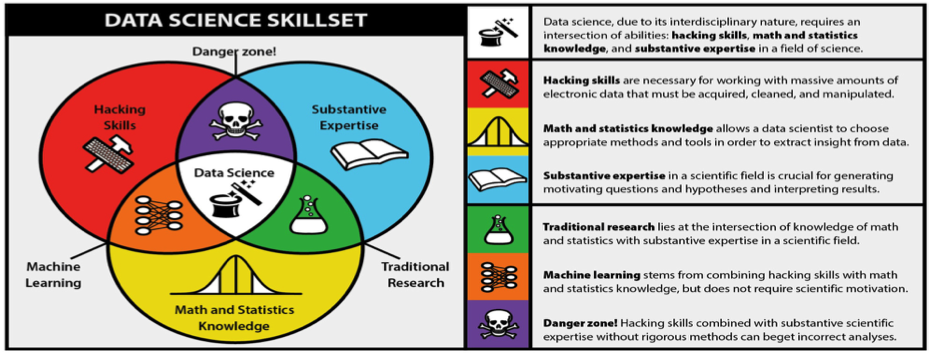 DATA SCIENCE SKILLSET
Danger zone!
Hacking
Skills
Substantive
Expertise
Data Science
Machine
Learning
Traditional
Research
Math and Statistics
Knowledge
Data science, due to its interdisciplinary nature, requires an
intersection of abilities: hacking skills, math and statistics
knowledge, and substantive expertise in a field of science.
Hacking skills are necessary for working with massive amounts of
electronic data that must be acquired, cleaned, and manipulated.
Math and statistics knowledge allows a data scientist to choose
appropriate methods and tools in order to extract insight from data.
Substantive expertise in a scientific field is crucial for generating
motivating questions and hypotheses and interpreting results.
Traditional research lies at the intersection of knowledge of math
and statistics with substantive expertise in a scientific field.
Machine learning stems from combining hacking skills with math
and statistics knowledge, but does not require scientific motivation.
Danger zone! Hacking skills combined with substantive scientific
expertise without rigorous methods can beget incorrect analyses.